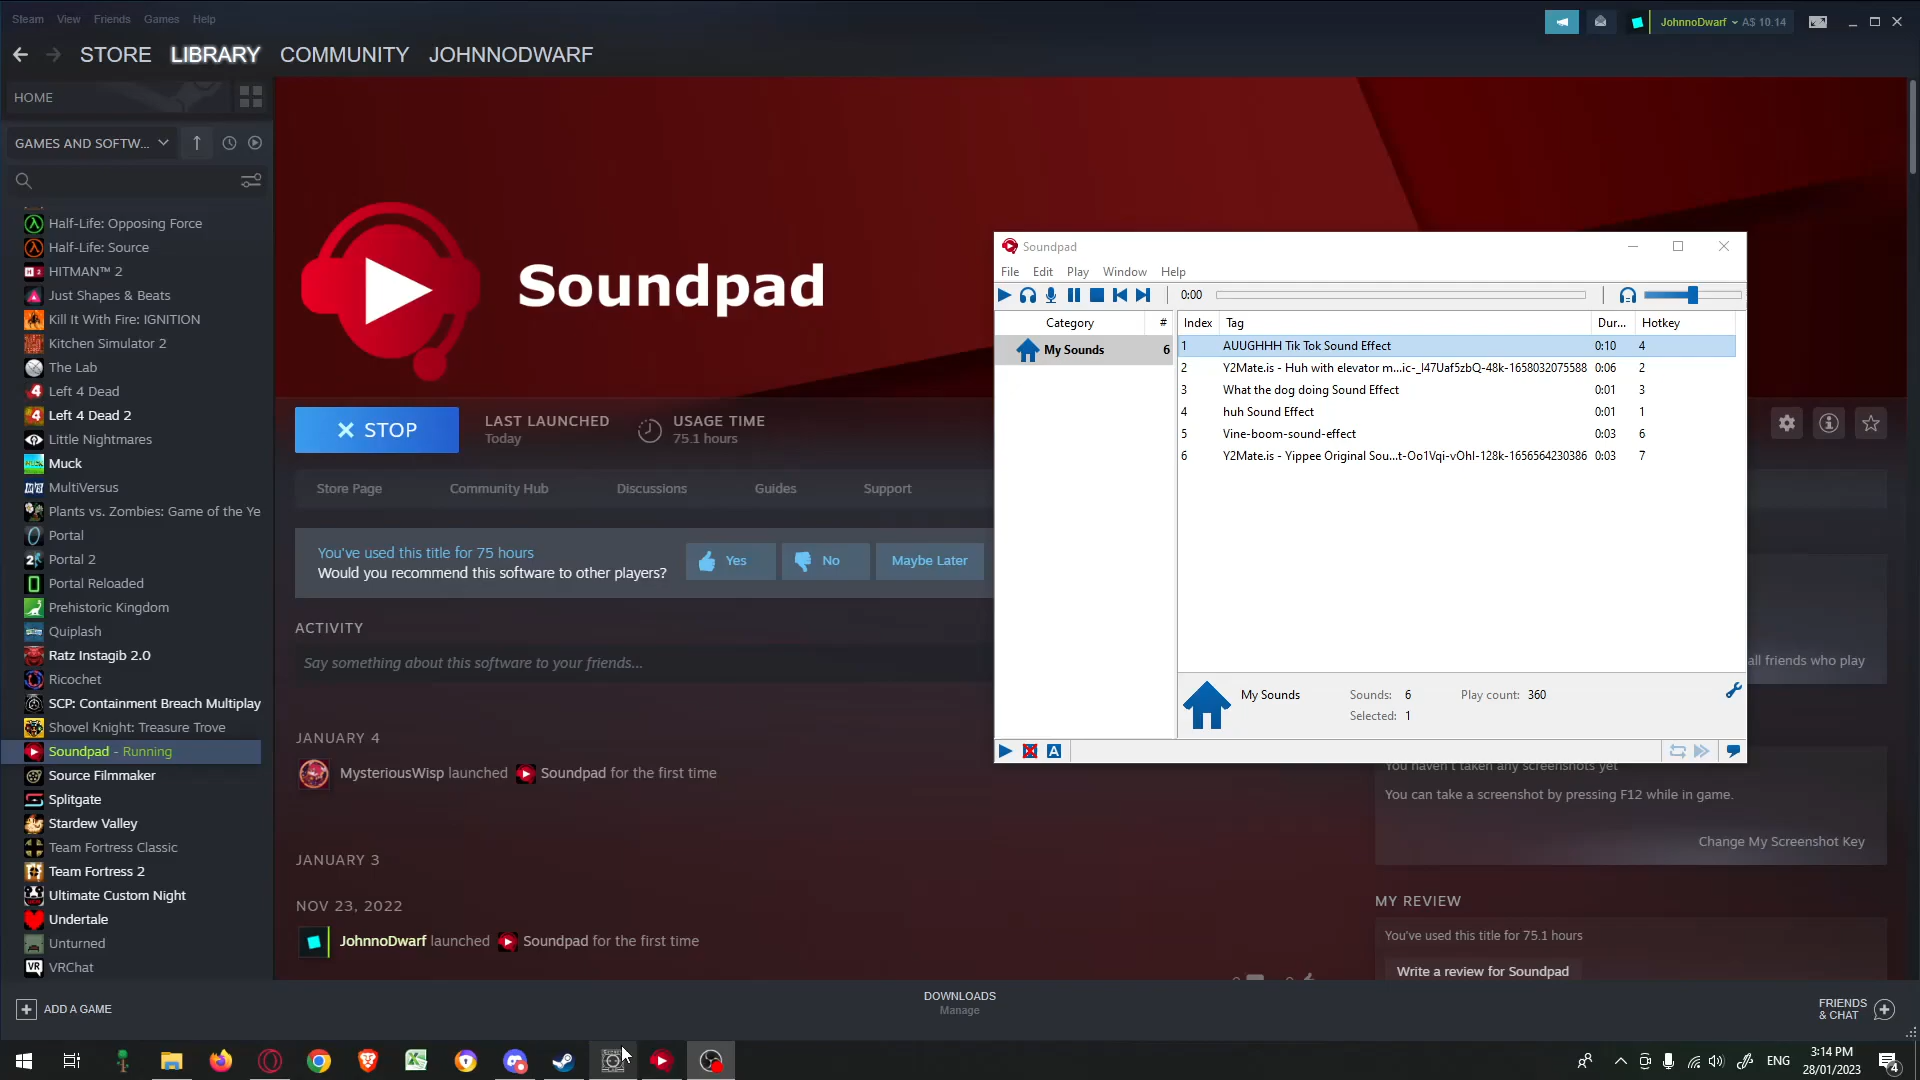 Steam View Friends Games Help
JohnnoDwarf A$ 10.14
STORE LIBRARY COMMUNITY JOHNNODWARF
HOME
GAMES AND SOFTW...
Half-Life: Opposing Force
Half-Life: Source
HITMAN™ 2
Just Shapes & Beats
Kill It With Fire: IGNITION
Kitchen Simulator 2
The Lab
Left 4 Dead
Left 4 Dead 2
Little Nightmares
Muck
MultiVersus
Plants vs. Zombies: Game of the Ye
Portal
Portal 2
Portal Reloaded
Prehistoric Kingdom
Quiplash
Ratz Instagib 2.0
Ricochet
SCP: Containment Breach Multiplay
Shovel Knight: Treasure Trove
Soundpad - Running
Source Filmmaker
Splitgate
Stardew Valley
Team Fortress Classic
Team Fortress 2
Ultimate Custom Night
Undertale
Unturned
VRChat
ADD A GAME
Soundpad
STOP
LAST LAUNCHED
Today
USAGE TIME
75.1 hours
Store Page Community Hub Discussions Guides Support
You've used this title for 75 hours
Would you recommend this software to other players?
Yes No Maybe Later
ACTIVITY
Say something about this software to your friends...
JANUARY 4
MysteriousWisp launched Soundpad for the first time
JANUARY 3
NOV 23, 2022
JohnnoDwarf launched Soundpad for the first time
Soundpad
File Edit Play Window Help
0:00
Category #
My Sounds 6
Index Tag Dur... Hotkey
1 AUUGHHH Tik Tok Sound Effect 0:10 4
2 Y2Mate.is - Huh with elevator m...ic-_l47Uaf5zbQ-48k-1658032075588 0:06 2
3 What the dog doing Sound Effect 0:01 3
4 huh Sound Effect 0:01 1
5 Vine-boom-sound-effect 0:03 6
6 Y2Mate.is - Yippee Original Sou...t-Oo1Vqi-vOhI-128k-1656564230386 0:03 7
My Sounds Sounds: 6 Play count: 360
Selected: 1
all friends who play
You haven't taken any screenshots yet
You can take a screenshot by pressing F12 while in game.
Change My Screenshot Key
MY REVIEW
You've used this title for 75.1 hours
Write a review for Soundpad
DOWNLOADS
Manage
FRIENDS
& CHAT
ENG
3:14 PM
28/01/2023
4